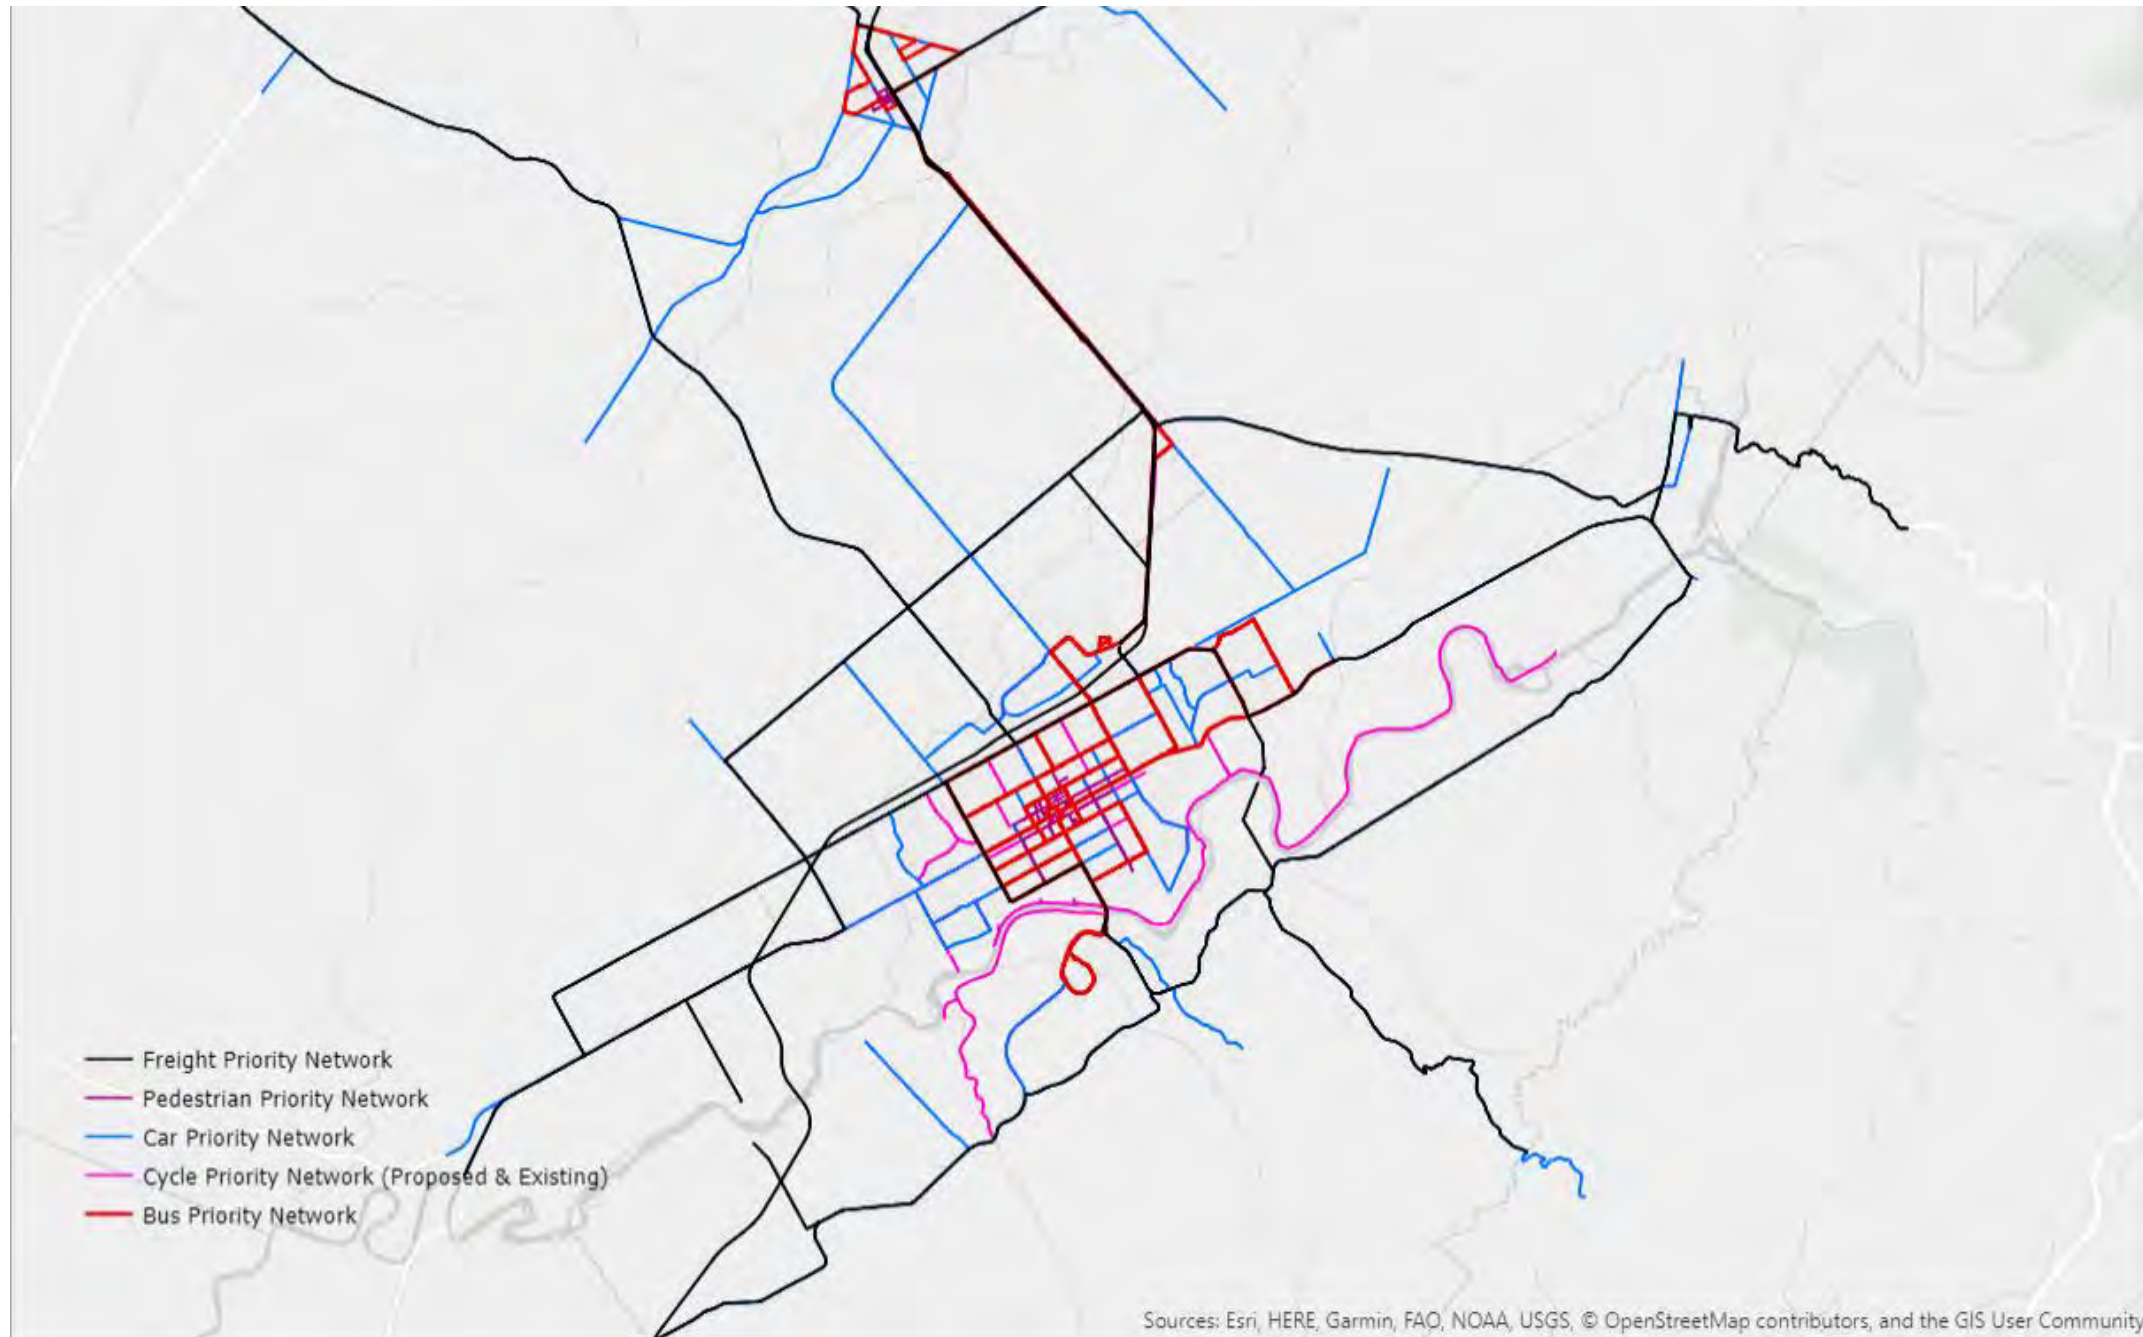 Freight Priority Network
Pedestrian Priority Network
Car Priority Network
Cycle Priority Network (Proposed & Existing)
Bus Priority Network
Sources: Esri, HERE, Garmin, FAO, NOAA, USGS, © OpenStreetMap contributors, and the GIS User Community